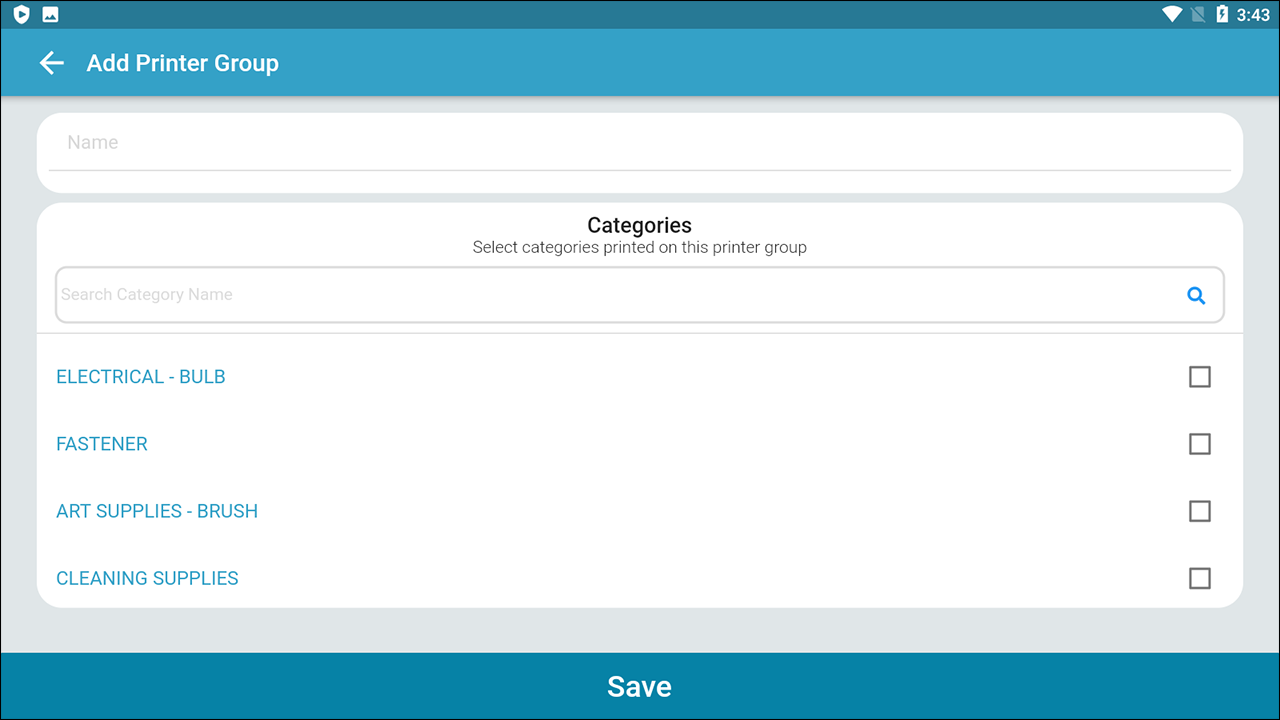 3:43
Add Printer Group
Name
Categories
Select categories printed on this printer group
Search Category Name
ELECTRICAL - BULB
FASTENER
ART SUPPLIES - BRUSH
CLEANING SUPPLIES
Save